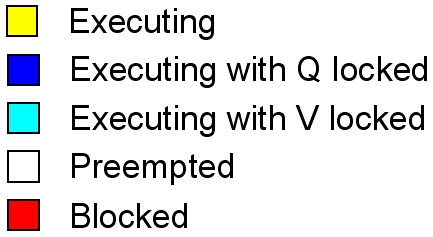 Executing
Executing with Q locked
Executing with V locked
Preempted
Blocked